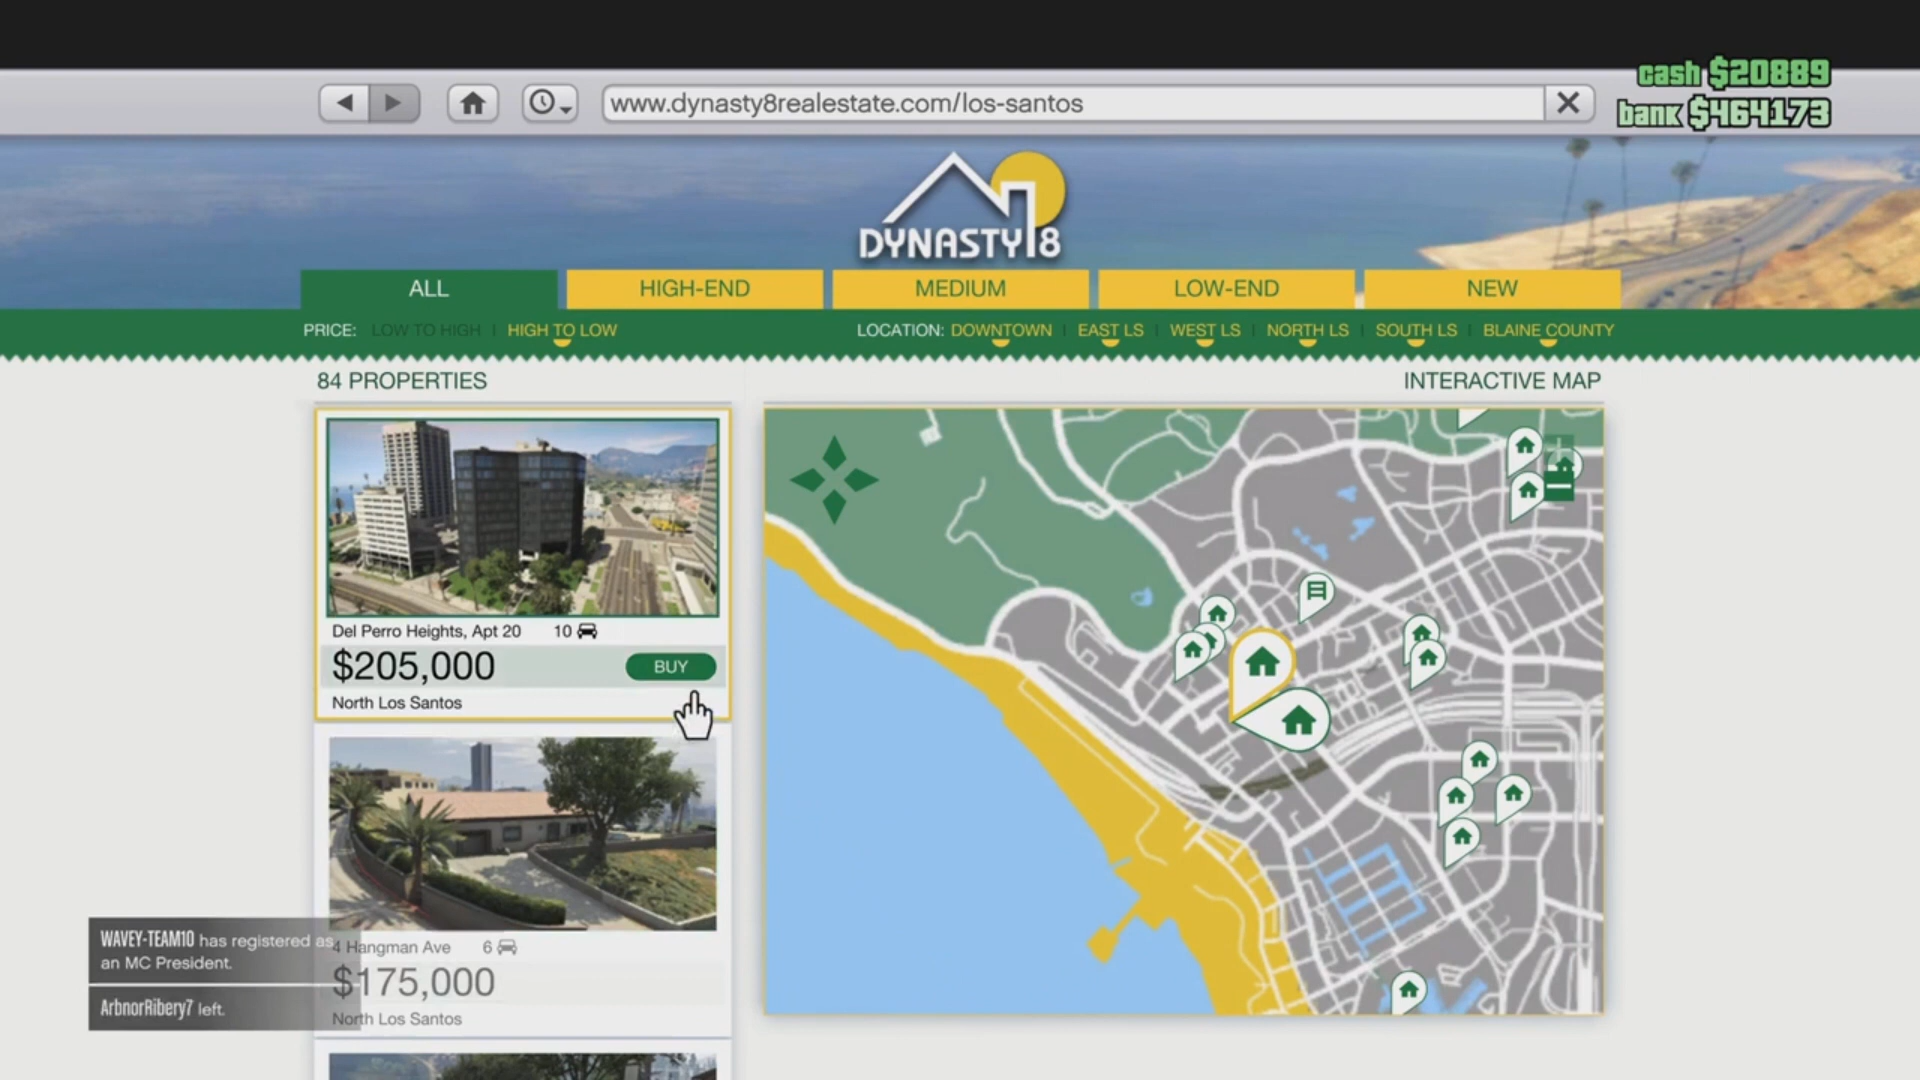 cash $20889
www.dynasty8realestate.com/los-santos
bank $464173
DYNASTY 8
ALL
HIGH-END
MEDIUM
LOW-END
NEW
PRICE: LOW TO HIGH | HIGH TO LOW
LOCATION: DOWNTOWN | EAST LS | WEST LS | NORTH LS | SOUTH LS | BLAINE COUNTY
84 PROPERTIES
INTERACTIVE MAP
Del Perro Heights, Apt 20 10
$205,000
BUY
North Los Santos
4 Hangman Ave 6
$175,000
North Los Santos
WAVEY-TEAM10 has registered as
an MC President.
ArbnorRibery7 left.